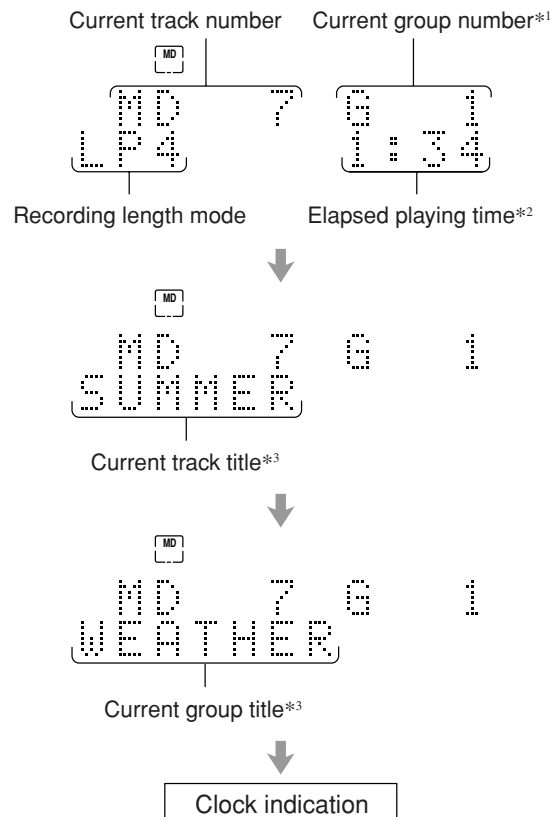 Current track number Current group number*1
MD
MD 7 G 1
LP4 1:34
Recording length mode Elapsed playing time*2
MD
MD 7 G 1
SUMMER
Current track title*3
MD
MD 7 G 1
WEATHER
Current group title*3
Clock indication